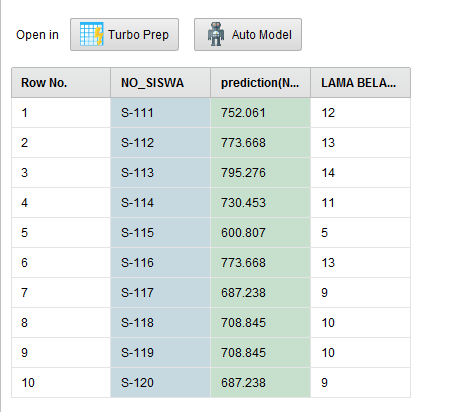 Open in Turbo Prep Auto Model
Row No. NO_SISWA prediction(N... LAMA BELA...
1 S-111 752.061 12
2 S-112 773.668 13
3 S-113 795.276 14
4 S-114 730.453 11
5 S-115 600.807 5
6 S-116 773.668 13
7 S-117 687.238 9
8 S-118 708.845 10
9 S-119 708.845 10
10 S-120 687.238 9